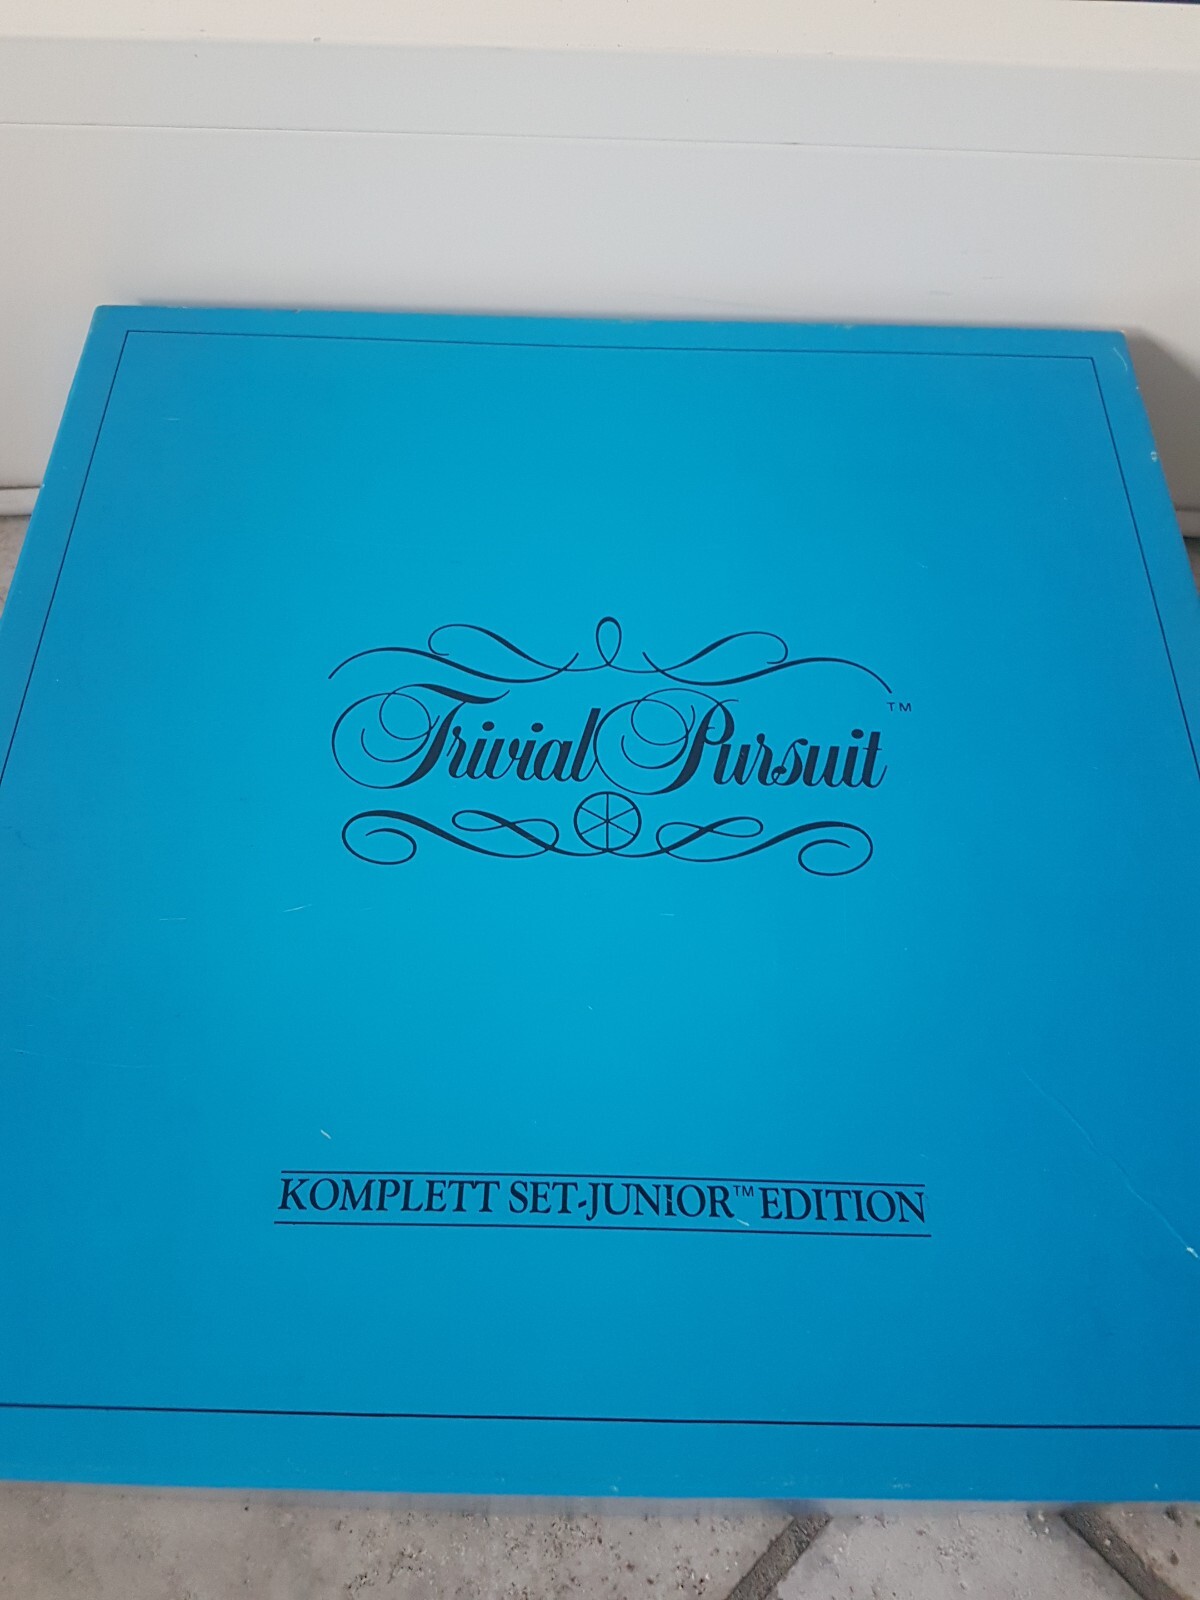 Trivial Pursuit™
KOMPLETT SET-JUNIOR™ EDITION